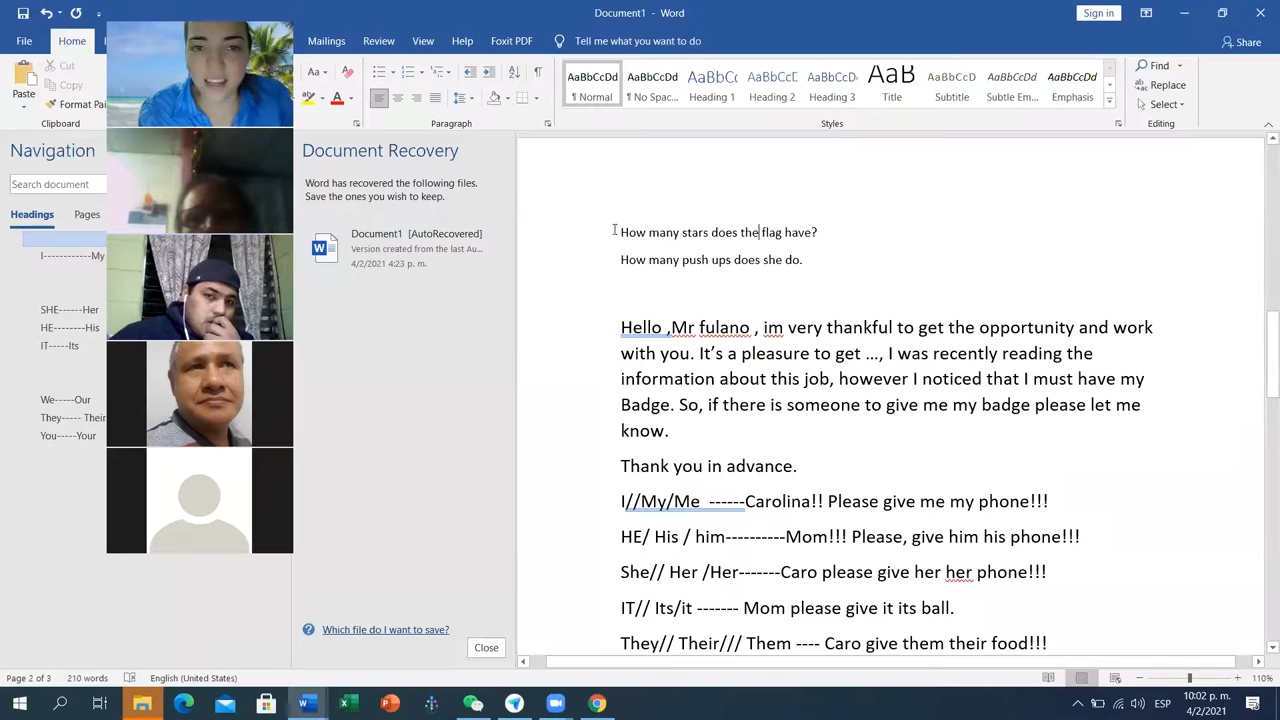 Document1 - Word
Sign in
File
Home
Mailings
Review
View
Help
Foxit PDF
Tell me what you want to do
Share
Paste
Cut
Copy
Format Pa
Clipboard
Aa
Paragraph
AaBbCcDd AaBbCcDd AaBbC AaBbCcD AaBbCcD AaB AaBbCcD AaBbCcDd AaBbCcDd
¶ Normal ¶ No Spac... Heading 1 Heading 2 Heading 3 Title Subtitle Subtle Em... Emphasis
Styles
Find
Replace
Select
Editing
Navigation
Search document
Headings
Pages
I------My
SHE------Her
HE-------His
IT-----Its
We-----Our
They----- Their
You-----Your
Document Recovery
Word has recovered the following files.
Save the ones you wish to keep.
Document1 [AutoRecovered]
Version created from the last Au...
4/2/2021 4:23 p. m.
Which file do I want to save?
Close
How many stars does the flag have?
How many push ups does she do.
Hello ,Mr fulano , im very thankful to get the opportunity and work
with you. It’s a pleasure to get ..., I was recently reading the
information about this job, however I noticed that I must have my
Badge. So, if there is someone to give me my badge please let me
know.
Thank you in advance.
I//My/Me ------Carolina!! Please give me my phone!!!
HE/ His / him----------Mom!!! Please, give him his phone!!!
She// Her /Her-------Caro please give her her phone!!!
IT// Its/it ------- Mom please give it its ball.
They// Their/// Them ---- Caro give them their food!!!
Page 2 of 3
210 words
English (United States)
110%
ESP
10:02 p. m.
4/2/2021